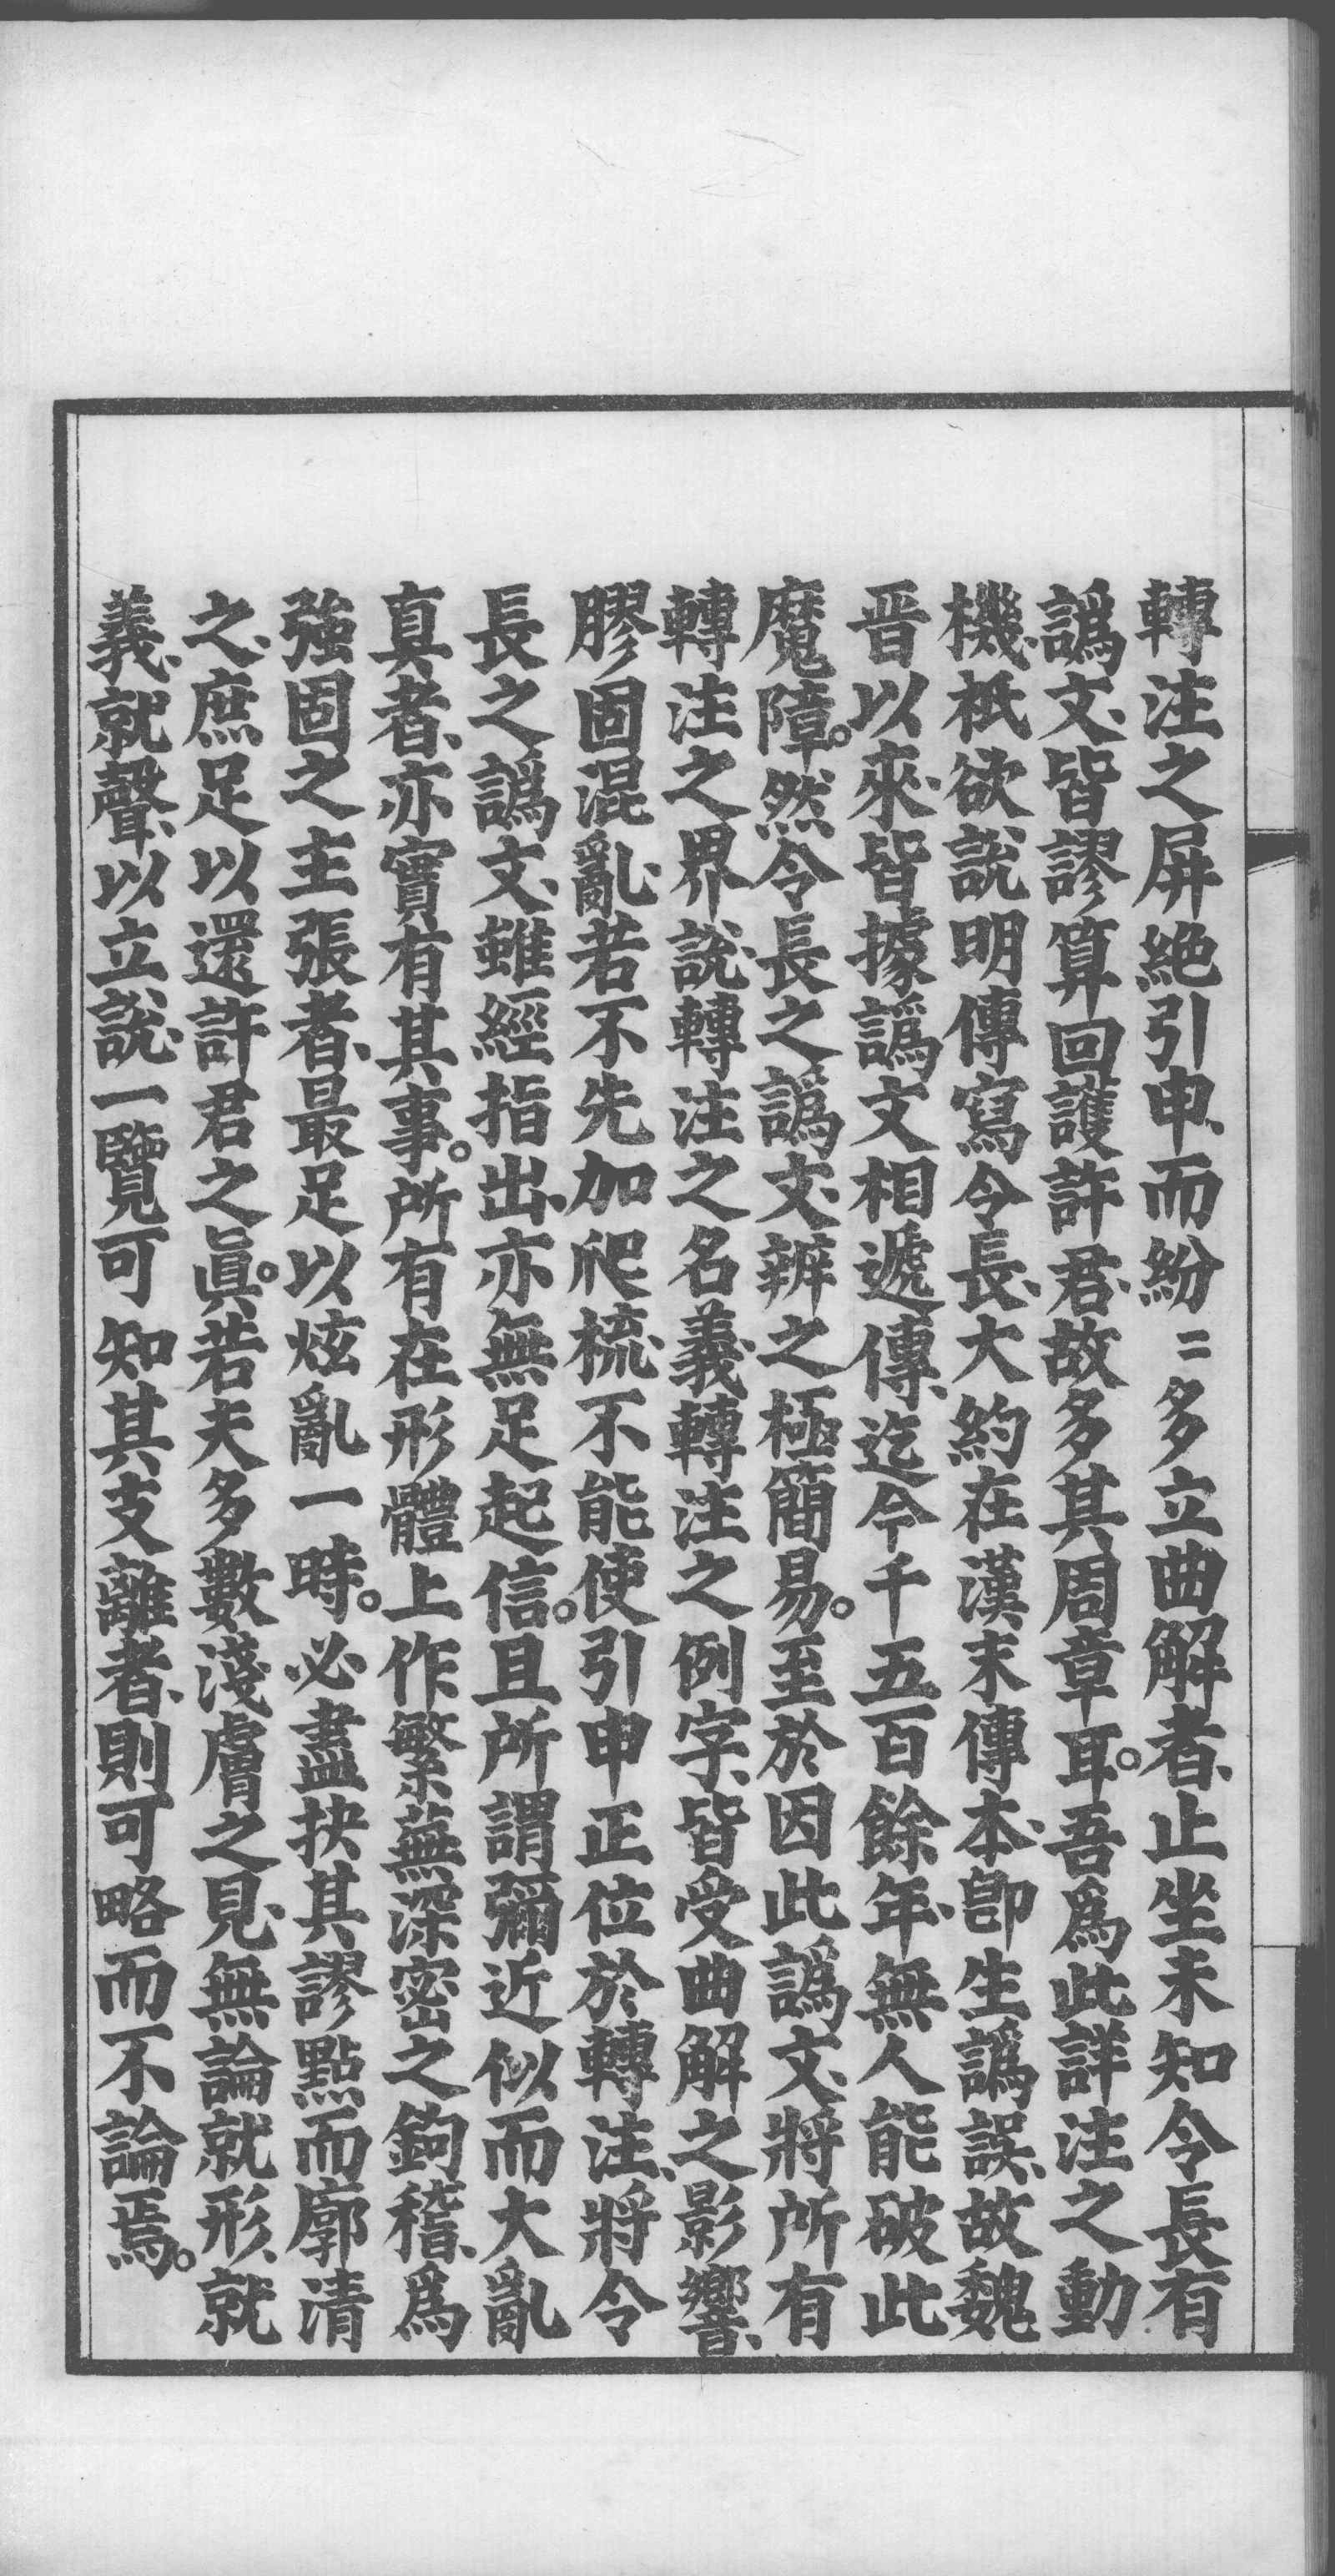 轉注之屏絶引申、而紛〻多立曲解者、止坐未知令長有
譌文、皆謬算回護許君、故多其周章耳。吾爲此詳注之動
機、祇欲說明傳寫令長、大約在漢末傳本、卽生譌誤、故魏
晋以來、皆據譌文相遞傳、迄今千五百餘年、無人能破此
魔障。然令長之譌文、辨之極簡易。至於因此譌文、將所有
轉注之界說、轉注之名義、轉注之例字、皆受曲解之影響、
膠固混亂、若不先加爬梳、不能使引申正位於轉注、將令
長之譌文、雖經指出、亦無足起信。且所謂彌近似而大亂
真者、亦實有其事。所有在形體上作繁蕪深密之鉤稽、爲
強固之主張者、最足以炫亂一時。必盡抉其謬點而廓清
之、庶足以還許君之眞。若夫多數淺膚之見、無論就形、就
義、就聲、以立說、一覽可知其支離者、則可略而不論焉。